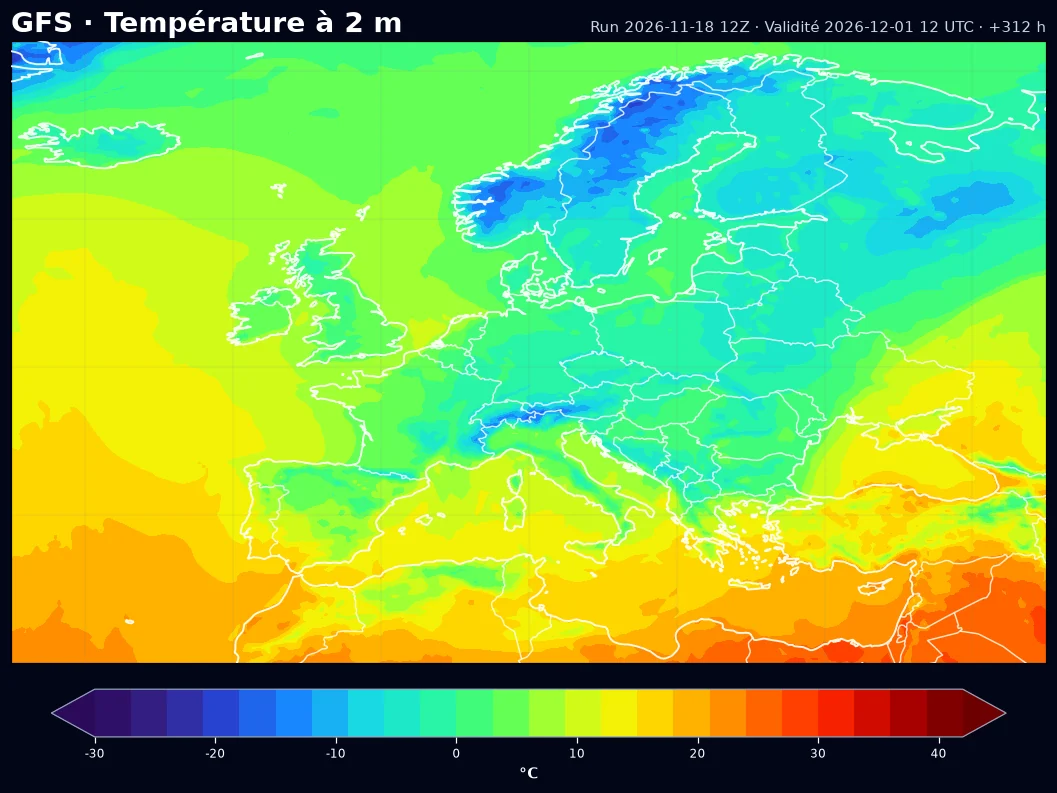 GFS · Température à 2 m
Run 2026-11-18 12Z · Validité 2026-12-01 12 UTC · +312 h
-30 -20 -10 0 10 20 30 40
°C